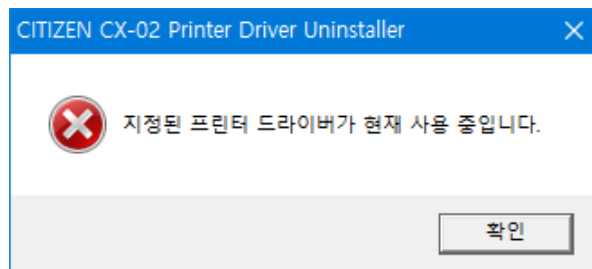 CITIZEN CX-02 Printer Driver Uninstaller
지정된 프린터 드라이버가 현재 사용 중입니다.
확인